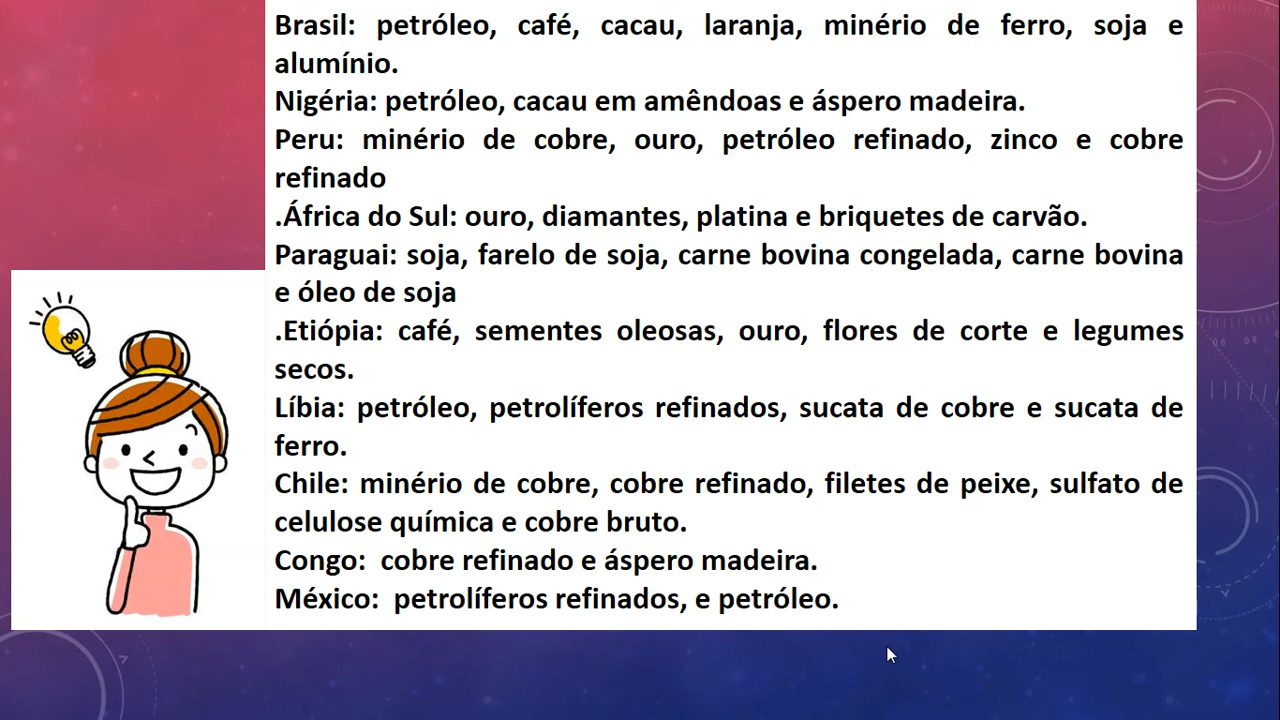 Brasil: petróleo, café, cacau, laranja, minério de ferro, soja e
alumínio.
Nigéria: petróleo, cacau em amêndoas e áspero madeira.
Peru: minério de cobre, ouro, petróleo refinado, zinco e cobre
refinado
.África do Sul: ouro, diamantes, platina e briquetes de carvão.
Paraguai: soja, farelo de soja, carne bovina congelada, carne bovina
e óleo de soja
.Etiópia: café, sementes oleosas, ouro, flores de corte e legumes
secos.
Líbia: petróleo, petrolíferos refinados, sucata de cobre e sucata de
ferro.
Chile: minério de cobre, cobre refinado, filetes de peixe, sulfato de
celulose química e cobre bruto.
Congo:  cobre refinado e áspero madeira.
México:  petrolíferos refinados, e petróleo.